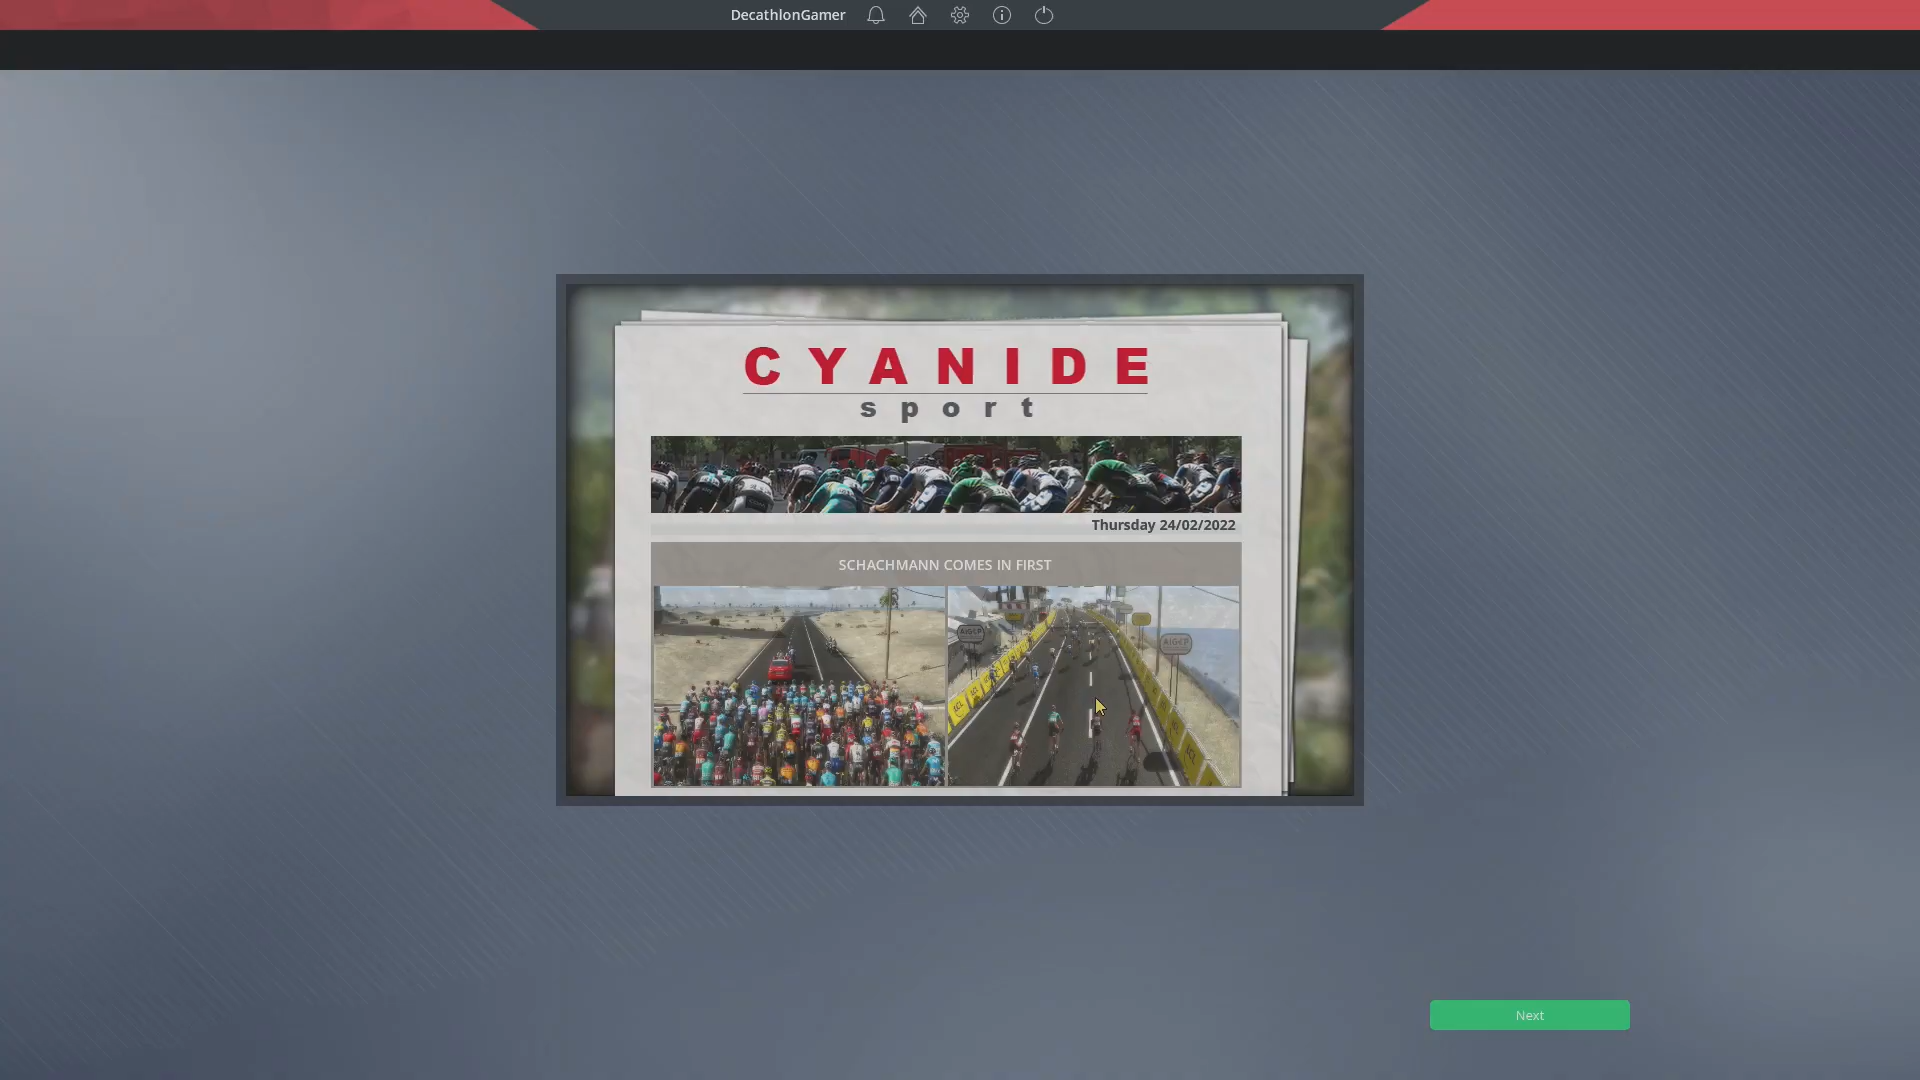 DecathlonGamer
CYANIDE
sport
Thursday 24/02/2022
SCHACHMANN COMES IN FIRST
Next